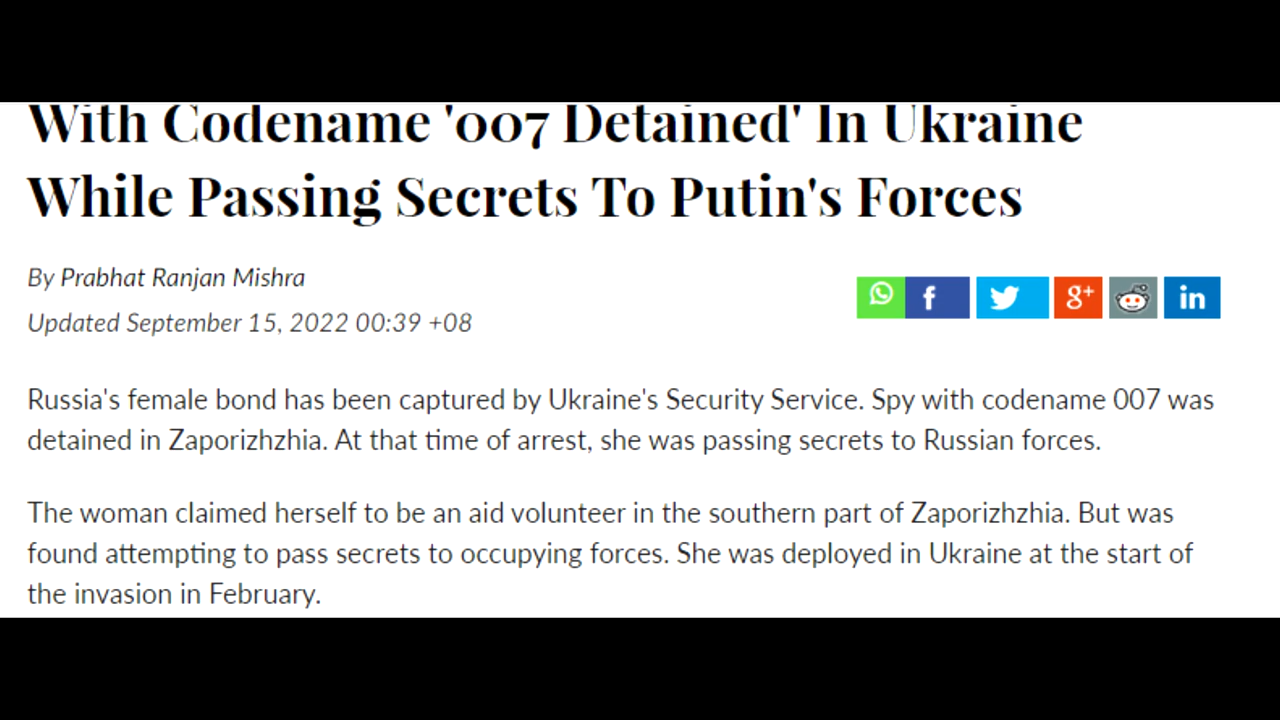 With Codename '007 Detained' In Ukraine
While Passing Secrets To Putin's Forces
By Prabhat Ranjan Mishra
Updated September 15, 2022 00:39 +08
f
g+
in
Russia's female bond has been captured by Ukraine's Security Service. Spy with codename 007 was
detained in Zaporizhzhia. At that time of arrest, she was passing secrets to Russian forces.
The woman claimed herself to be an aid volunteer in the southern part of Zaporizhzhia. But was
found attempting to pass secrets to occupying forces. She was deployed in Ukraine at the start of
the invasion in February.